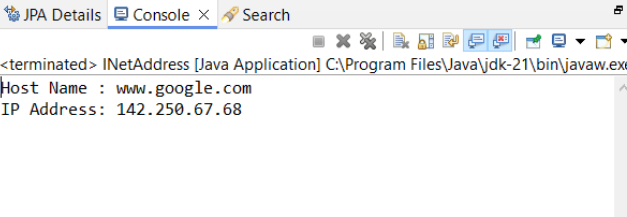 JPA Details Console Search
<terminated> INetAddress [Java Application] C:\Program Files\Java\jdk-21\bin\javaw.exe
Host Name : www.google.com
IP Address: 142.250.67.68